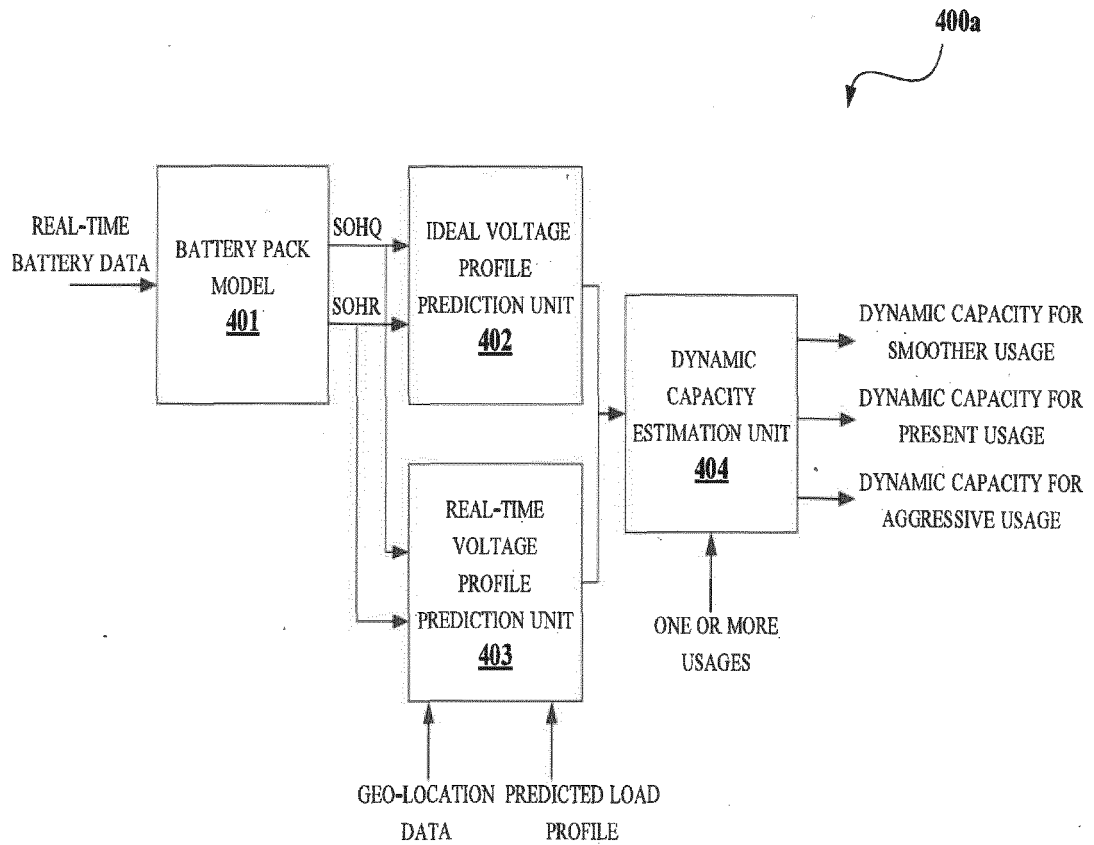 400a
REAL-TIME
BATTERY DATA
BATTERY PACK
MODEL
401
SOHQ
SOHR
IDEAL VOLTAGE
PROFILE
PREDICTION UNIT
402
REAL-TIME
VOLTAGE
PROFILE
PREDICTION UNIT
403
GEO-LOCATION
DATA
PREDICTED LOAD
PROFILE
DYNAMIC
CAPACITY
ESTIMATION UNIT
404
ONE OR MORE
USAGES
DYNAMIC CAPACITY FOR
SMOOTHER USAGE
DYNAMIC CAPACITY FOR
PRESENT USAGE
DYNAMIC CAPACITY FOR
AGGRESSIVE USAGE